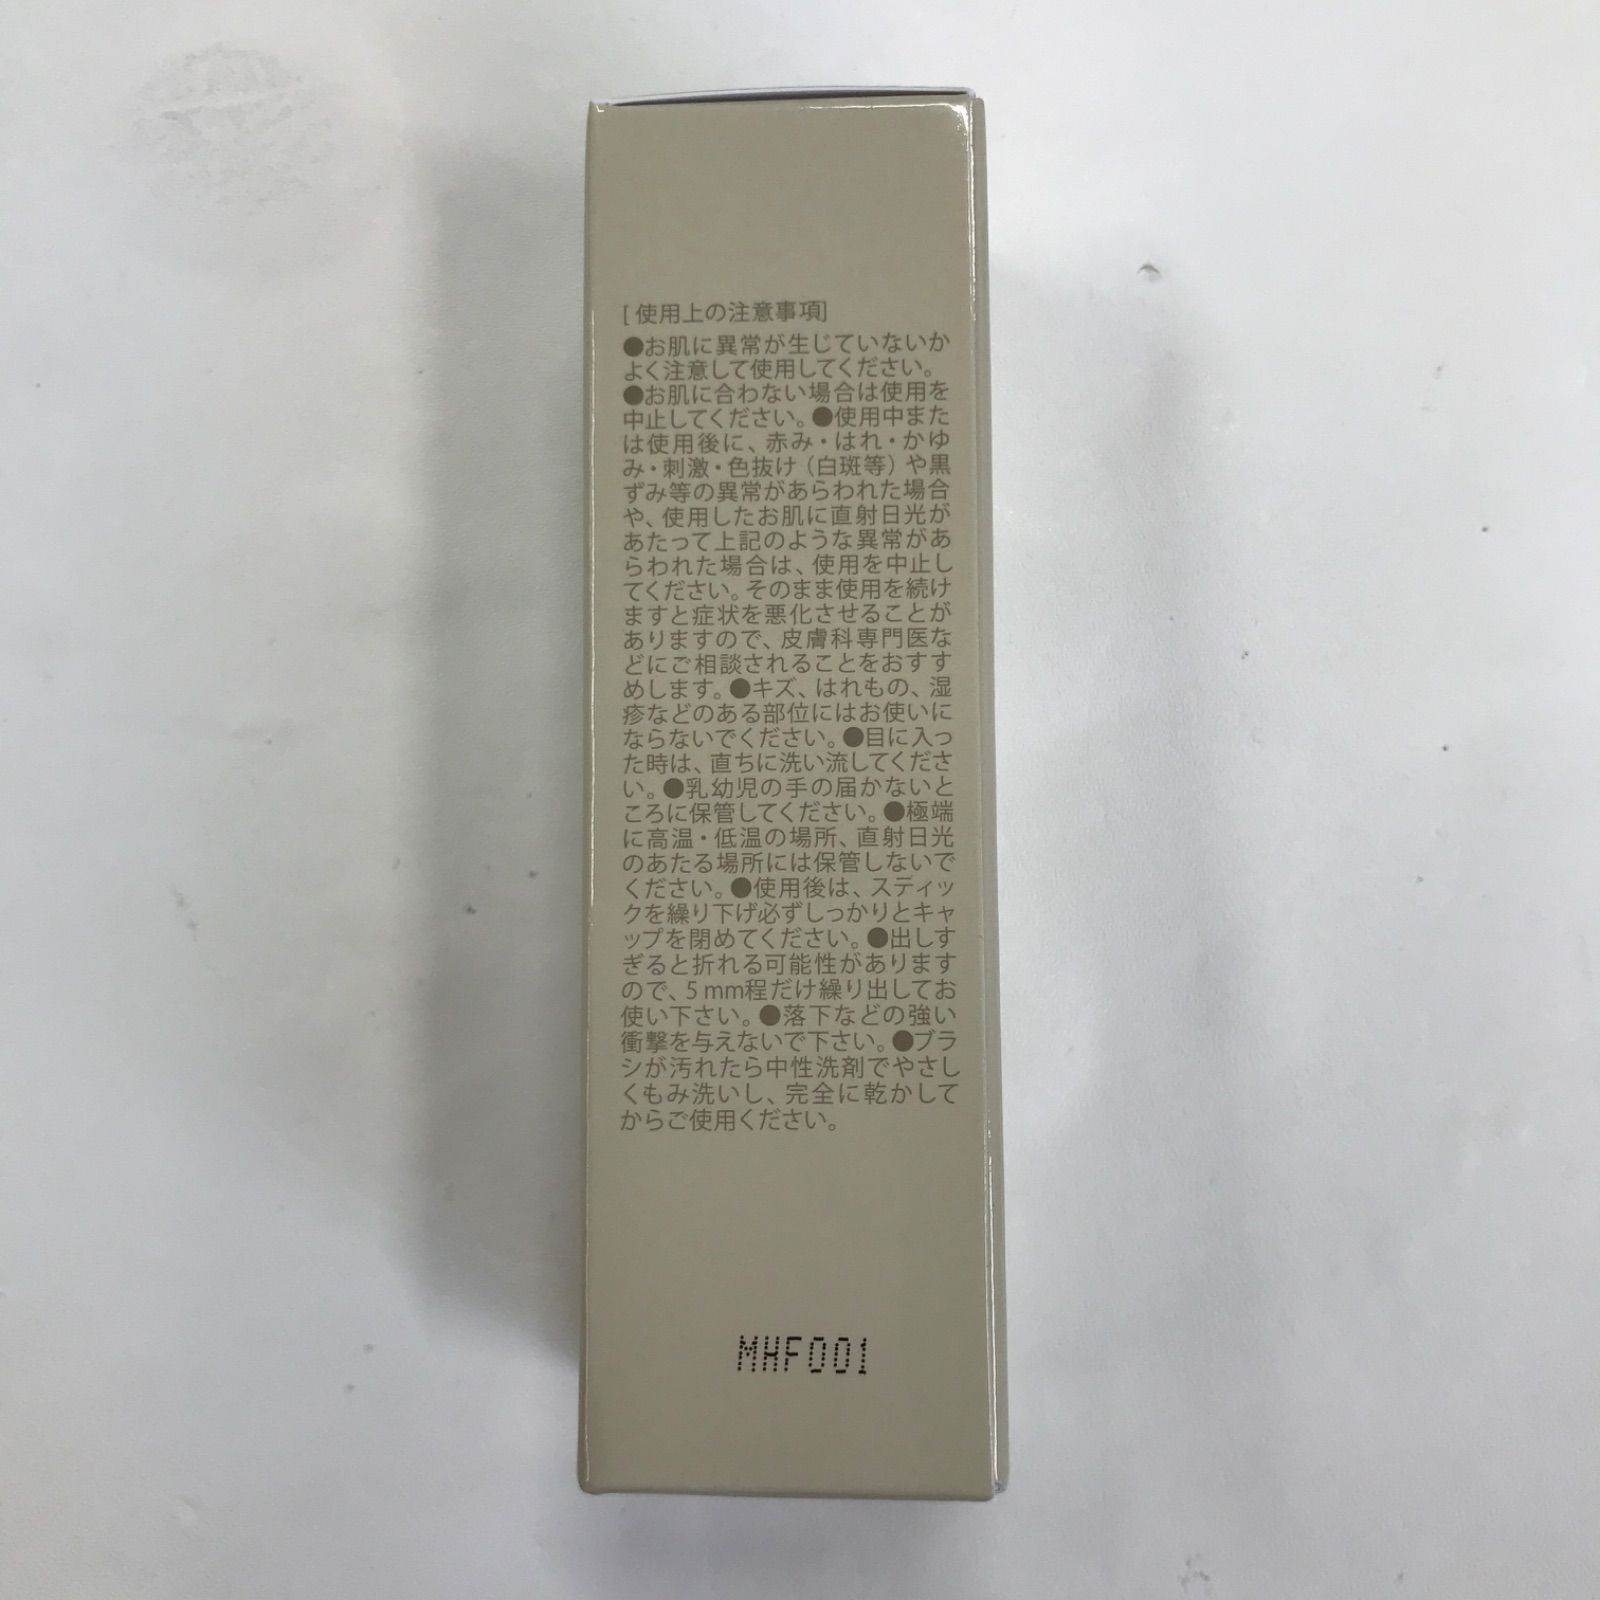 [ 使用上の注意事項]
●お肌に異常が生じていないか
よく注意して使用してください。
●お肌に合わない場合は使用を
中止してください。●使用中また
は使用後に、赤み・はれ・かゆ
み・刺激・色抜け（白斑等）や黒
ずみ等の異常があらわれた場合
や、使用したお肌に直射日光が
あたって上記のような異常があ
らわれた場合は、使用を中止し
てください。そのまま使用を続け
ますと症状を悪化させることが
ありますので、皮膚科専門医な
どにご相談されることをおすす
めします。●キズ、はれもの、湿
疹などのある部位にはお使いに
ならないでください。●目に入っ
た時は、直ちに洗い流してくださ
い。●乳幼児の手の届かないと
ころに保管してください。●極端
に高温・低温の場所、直射日光
のあたる場所には保管しないで
ください。●使用後は、スティッ
クを繰り下げ必ずしっかりとキャ
ップを閉めてください。●出しす
ぎると折れる可能性があります
ので、5 mm程だけ繰り出してお
使い下さい。●落下などの強い
衝撃を与えないで下さい。●ブラ
シが汚れたら中性洗剤でやさし
くもみ洗いし、完全に乾かして
からご使用ください。
MHF001